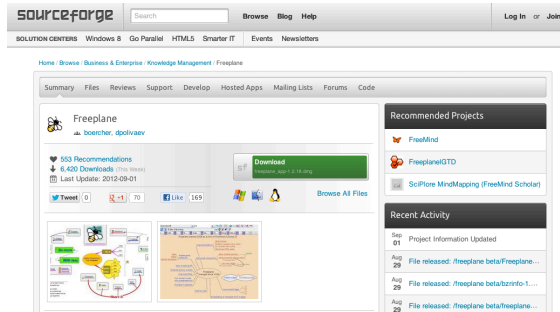 sourceforge
Search
Browse Blog Help
Log In or Join
SOLUTION CENTERS Windows 8 Go Parallel HTML5 Smarter IT Events Newsletters
Home / Browse / Business & Enterprise / Knowledge Management / Freeplane
Summary Files Reviews Support Develop Hosted Apps Mailing Lists Forums Code
Freeplane
boercher, dpolivaev
553 Recommendations
6,420 Downloads (This Week)
Last Update: 2012-09-01
sf Download
Browse All Files
Tweet 0 +1 70 Like 169
Recommended Projects
FreeMind
FreeplaneGTD
SciPlore MindMapping (FreeMind Scholar)
Recent Activity
Sep 01 Project Information Updated
Aug 29 File released: /freeplane beta/Freeplane...
Aug 29 File released: /freeplane beta/bzrinfo-1....
Aug 29 File released: /freeplane beta/freeplane...